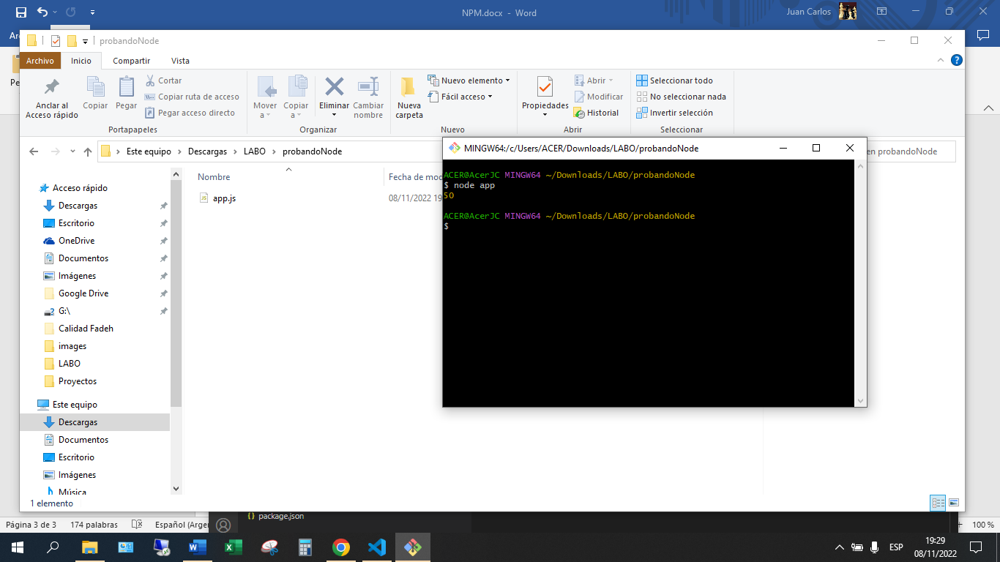 NPM.docx - Word
Juan Carlos
probandoNode
Archivo Inicio Compartir Vista
Anclar al
Acceso rápido
Copiar
Pegar
Cortar
Copiar ruta de acceso
Pegar acceso directo
Portapapeles
Mover
a
Copiar
a
Eliminar
Cambiar
nombre
Organizar
Nueva
carpeta
Nuevo elemento
Fácil acceso
Nuevo
Propiedades
Abrir
Modificar
Historial
Abrir
Seleccionar todo
No seleccionar nada
Invertir selección
Seleccionar
Este equipo > Descargas > LABO > probandoNode
en probandoNode
Nombre
Fecha de mod
app.js
08/11/2022 19
Acceso rápido
Descargas
Escritorio
OneDrive
Documentos
Imágenes
Google Drive
G:\
Calidad Fadeh
images
LABO
Proyectos
Este equipo
Descargas
Documentos
Escritorio
Imágenes
Música
1 elemento
MINGW64:/c/Users/ACER/Downloads/LABO/probandoNode
ACER@AcerJC MINGW64 ~/Downloads/LABO/probandoNode
$ node app
50
ACER@AcerJC MINGW64 ~/Downloads/LABO/probandoNode
$
Página 3 de 3
174 palabras
Español (Argen
{} package.json
100 %
ESP
19:29
08/11/2022